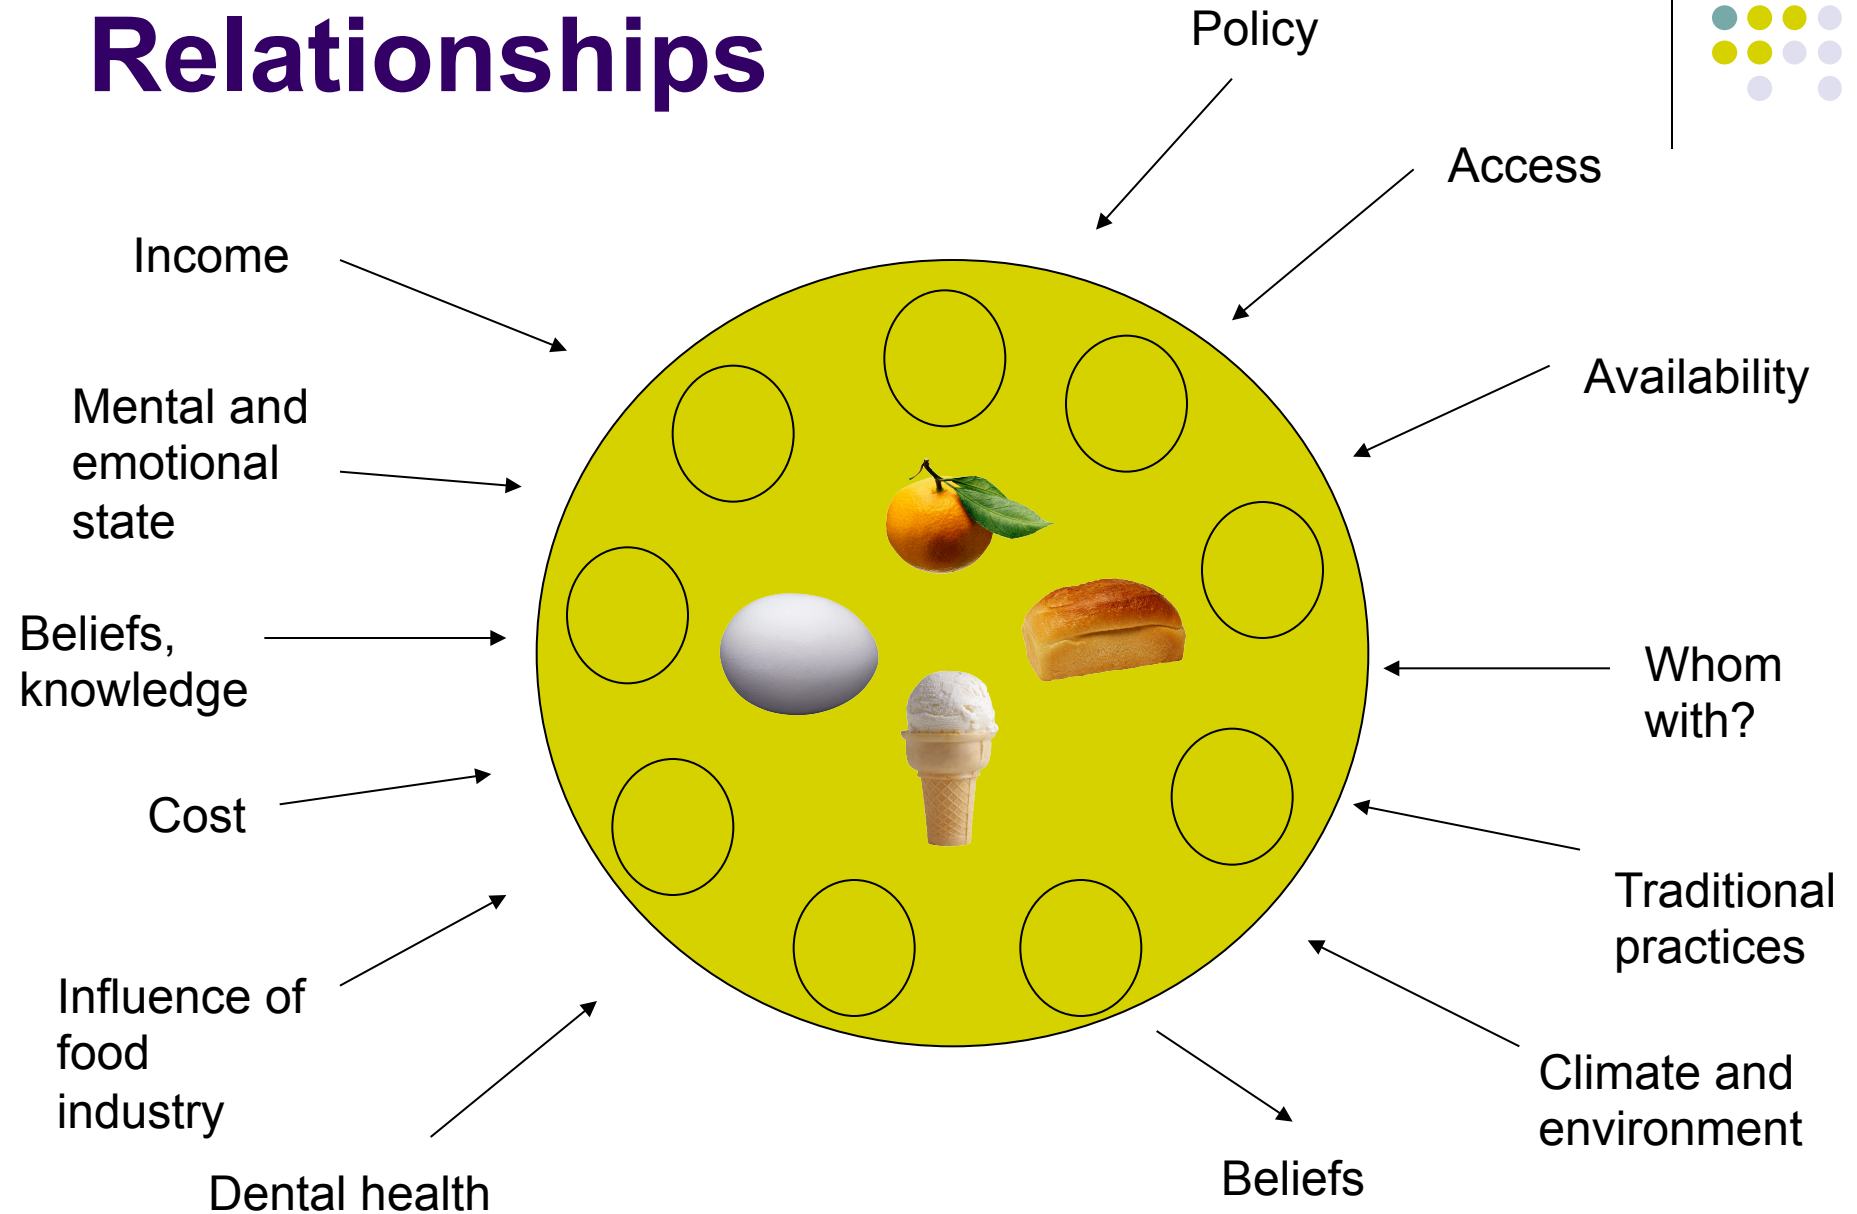 Relationships
Policy
Access
Income
Availability
Mental and
emotional
state
Beliefs,
knowledge
Whom
with?
Cost
Traditional
practices
Influence of
food
industry
Climate and
environment
Dental health
Beliefs